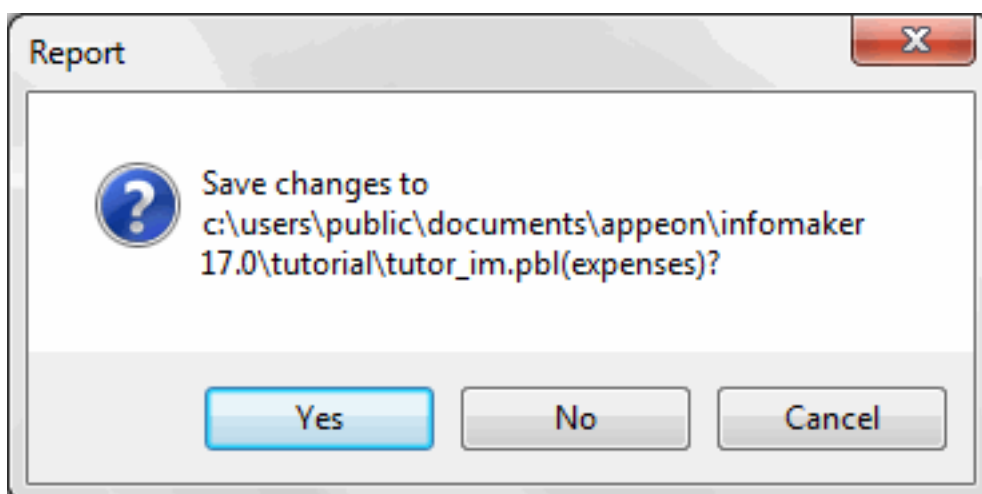 Report
Save changes to
c:\users\public\documents\appeon\infomaker
17.0\tutorial\tutor_im.pbl(expenses)?
Yes No Cancel